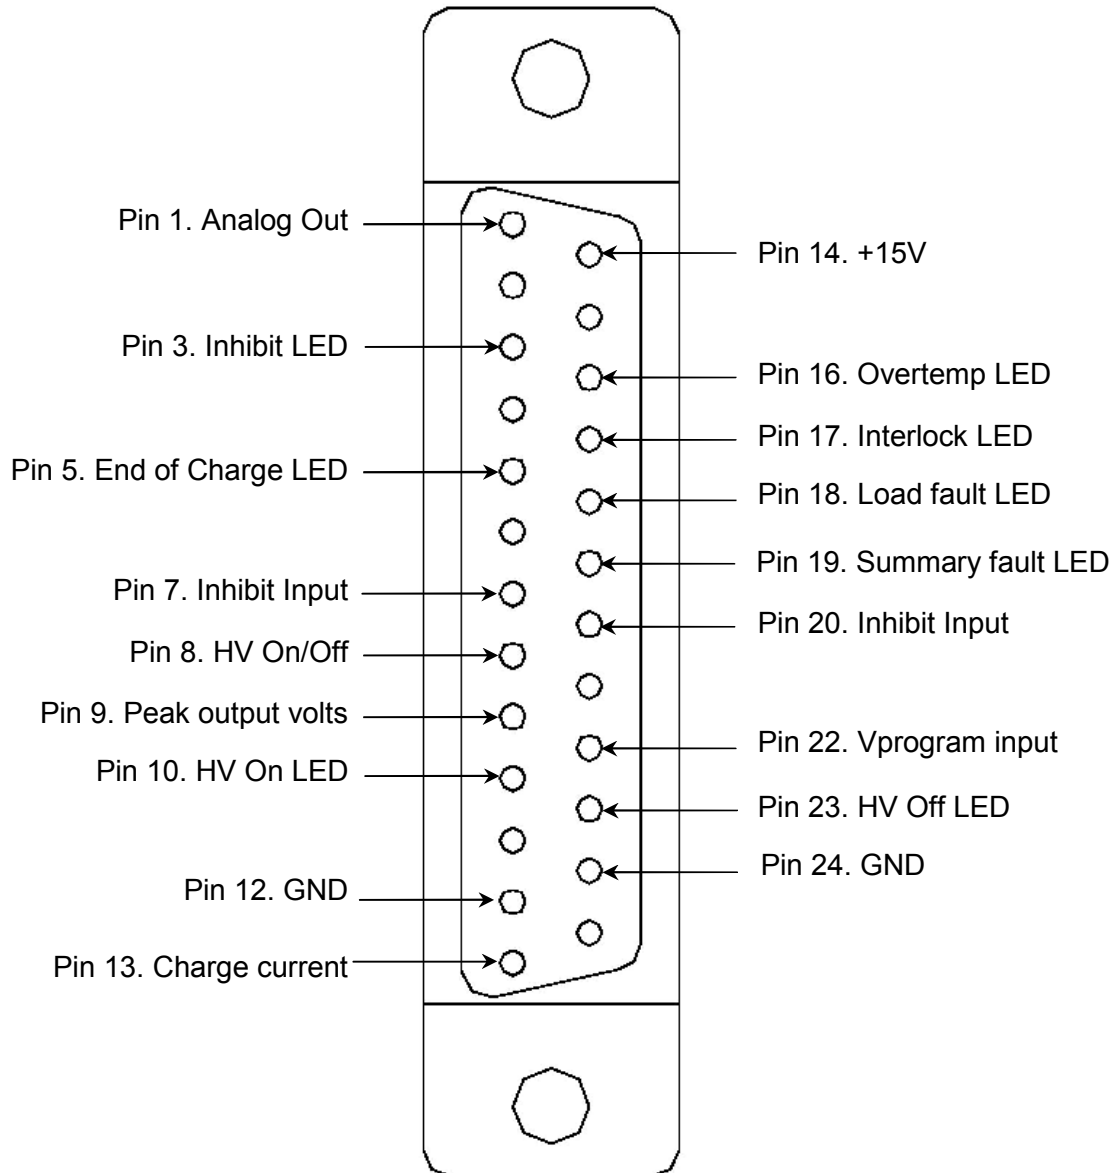 Pin 1. Analog Out
Pin 3. Inhibit LED
Pin 5. End of Charge LED
Pin 7. Inhibit Input
Pin 8. HV On/Off
Pin 9. Peak output volts
Pin 10. HV On LED
Pin 12. GND
Pin 13. Charge current
Pin 14. +15V
Pin 16. Overtemp LED
Pin 17. Interlock LED
Pin 18. Load fault LED
Pin 19. Summary fault LED
Pin 20. Inhibit Input
Pin 22. Vprogram input
Pin 23. HV Off LED
Pin 24. GND